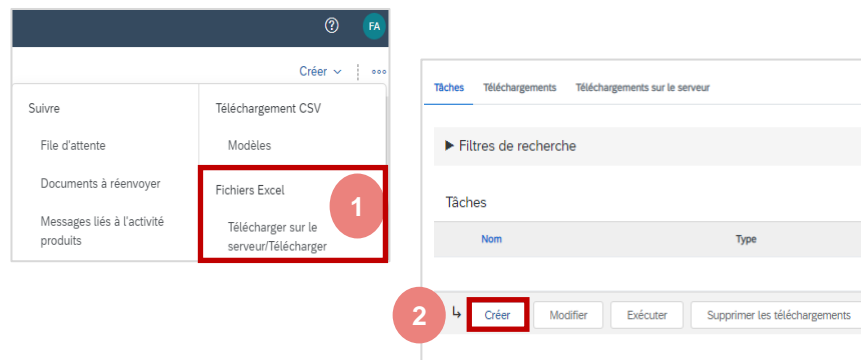 FA
Créer
Suivre
File d'attente
Documents à réenvoyer
Messages liés à l'activité
produits
Téléchargement CSV
Modèles
Fichiers Excel
Télécharger sur le
serveur/Télécharger
1
Tâches Téléchargements Téléchargements sur le serveur
Filtres de recherche
Tâches
Nom Type
2 Créer Modifier Exécuter Supprimer les téléchargements